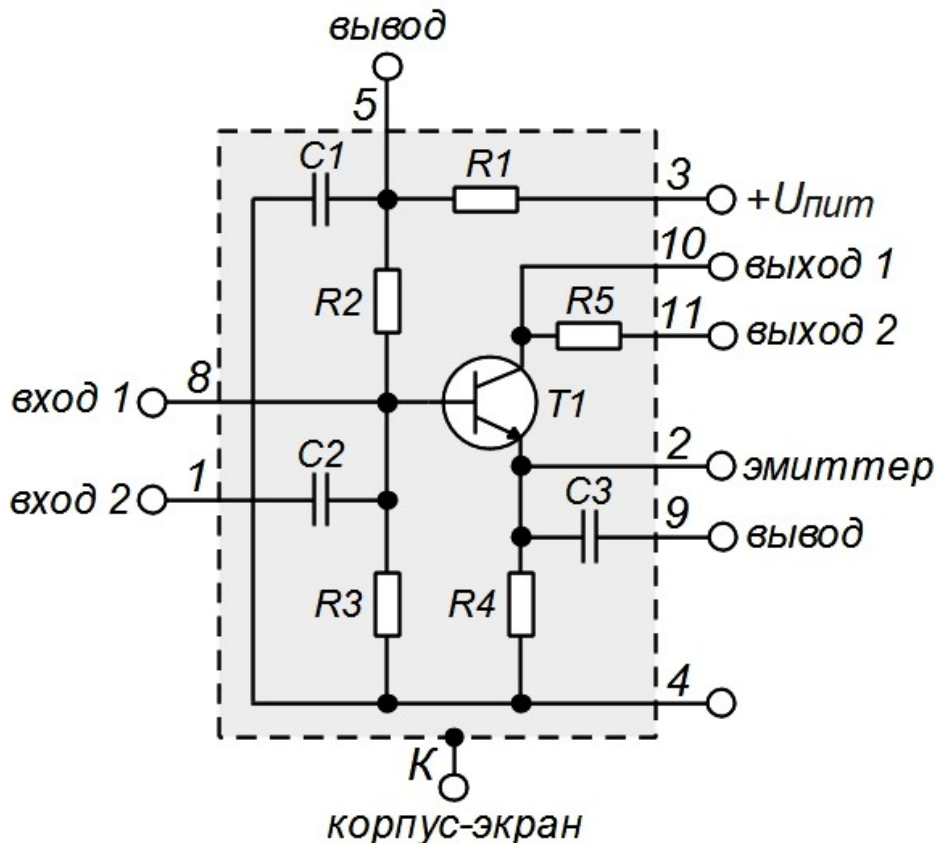 вывод
5
C1
R1
3
+Uпит
10
выход 1
R2
R5
11
выход 2
8
вход 1
T1
2
эмиттер
C2
1
вход 2
C3
9
вывод
R3
R4
4
К
корпус-экран